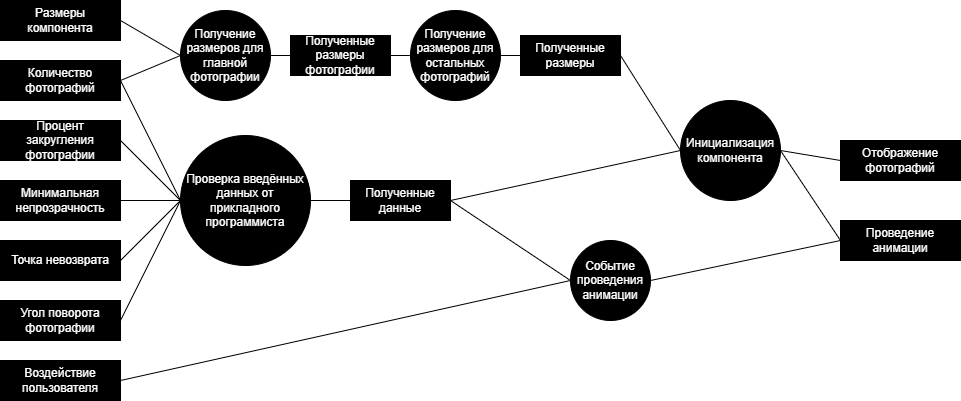 Размеры
компонента
Количество
фотографий
Процент
закругления
фотографии
Минимальная
непрозрачность
Точка невозврата
Угол поворота
фотографии
Воздействие
пользователя
Получение
размеров для
главной
фотографии
Полученные
размеры
фотографии
Получение
размеров для
остальных
фотографий
Полученные
размеры
Проверка введённых
данных от
прикладного
программиста
Полученные
данные
Событие
проведения
анимации
Инициализация
компонента
Отображение
фотографий
Проведение
анимации